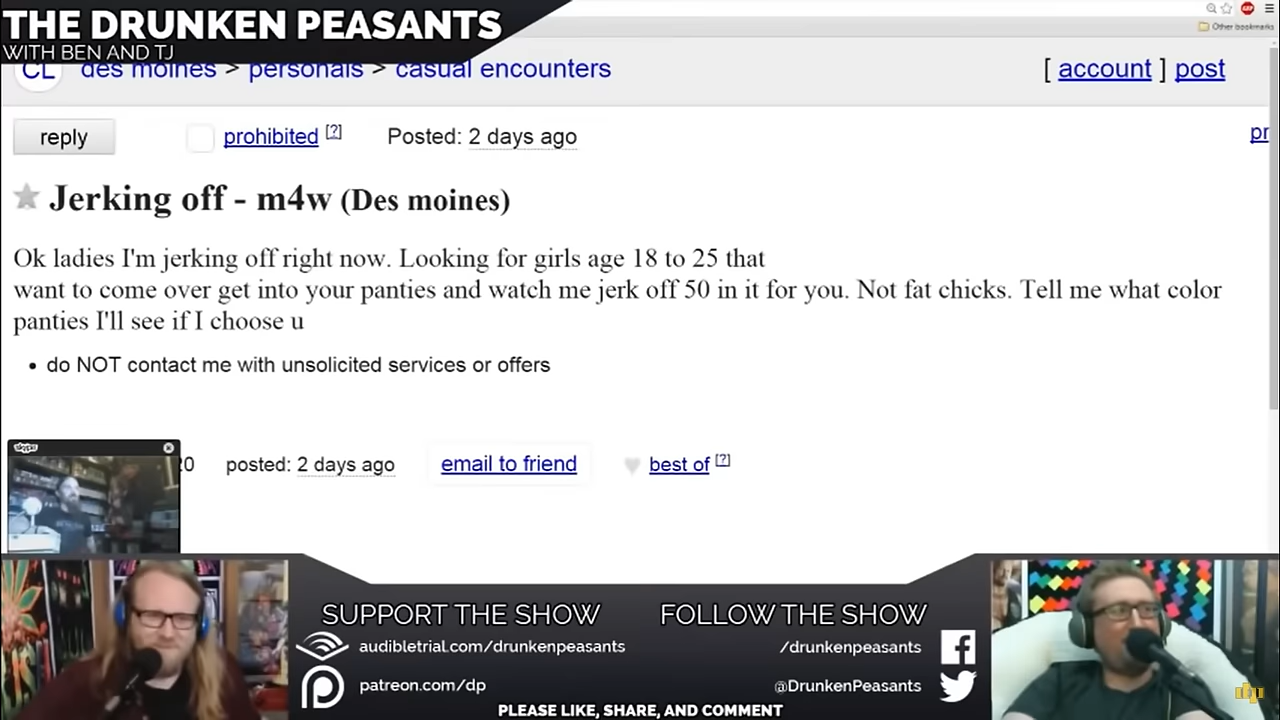 THE DRUNKEN PEASANTS
WITH BEN AND TJ
Other bookmarks
CL des moines > personals > casual encounters
[ account ] post
reply
prohibited [?]
Posted: 2 days ago
pr
Jerking off - m4w (Des moines)
Ok ladies I'm jerking off right now. Looking for girls age 18 to 25 that
want to come over get into your panties and watch me jerk off 50 in it for you. Not fat chicks. Tell me what color
panties I'll see if I choose u
• do NOT contact me with unsolicited services or offers
skype
20
posted: 2 days ago
email to friend
best of [?]
SUPPORT THE SHOW
audibletrial.com/drunkenpeasants
patreon.com/dp
FOLLOW THE SHOW
/drunkenpeasants
@DrunkenPeasants
PLEASE LIKE, SHARE, AND COMMENT